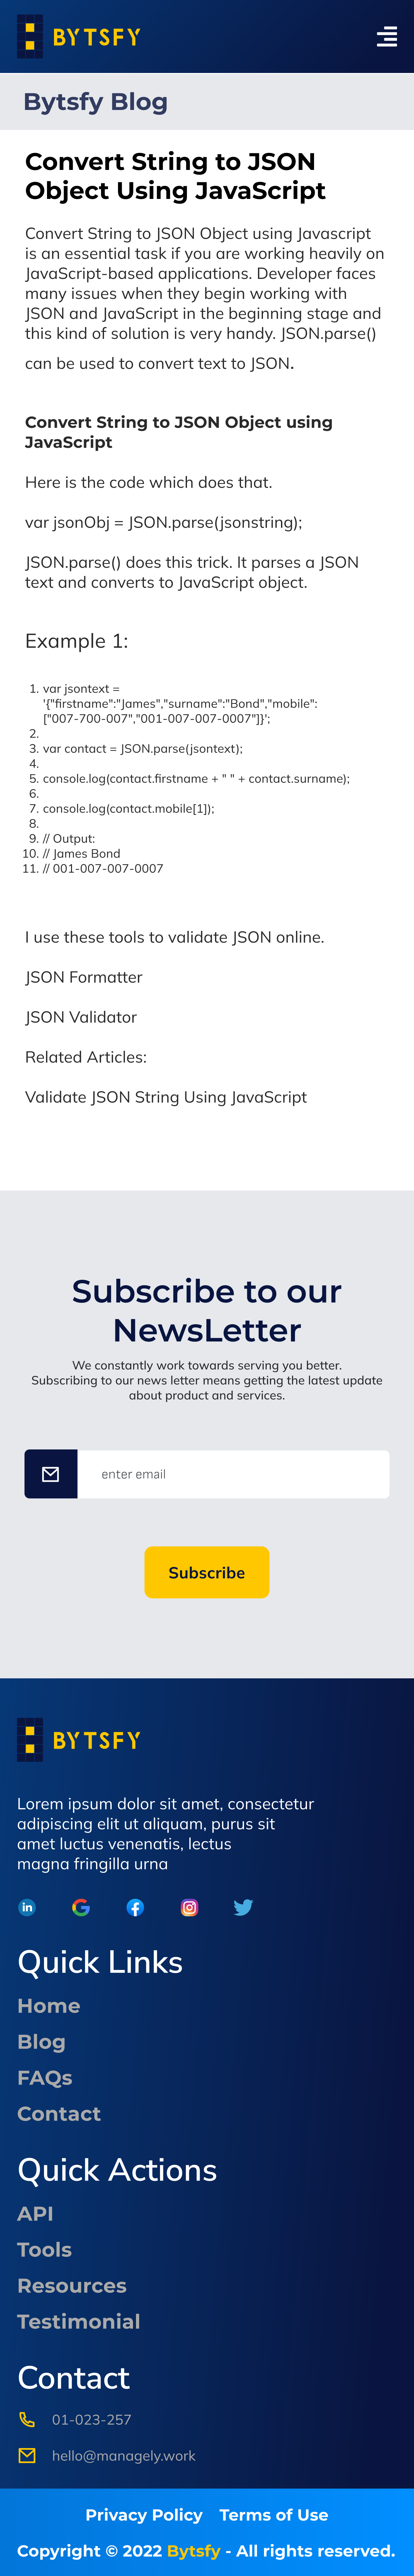 BYTSFY
Bytsfy Blog
Convert String to JSON
Object Using JavaScript
Convert String to JSON Object using Javascript
is an essential task if you are working heavily on
JavaScript-based applications. Developer faces
many issues when they begin working with
JSON and JavaScript in the beginning stage and
this kind of solution is very handy. JSON.parse()
can be used to convert text to JSON.
Convert String to JSON Object using
JavaScript
Here is the code which does that.
var jsonObj = JSON.parse(jsonstring);
JSON.parse() does this trick. It parses a JSON
text and converts to JavaScript object.
Example 1:
1. var jsontext =
'{"firstname":"James","surname":"Bond","mobile":
["007-700-007","001-007-007-0007"]}';
2.
3. var contact = JSON.parse(jsontext);
4.
5. console.log(contact.firstname + " " + contact.surname);
6.
7. console.log(contact.mobile[1]);
8.
9. // Output:
10. // James Bond
11. // 001-007-007-0007
I use these tools to validate JSON online.
JSON Formatter
JSON Validator
Related Articles:
Validate JSON String Using JavaScript
Subscribe to our
NewsLetter
We constantly work towards serving you better.
Subscribing to our news letter means getting the latest update
about product and services.
enter email
Subscribe
BYTSFY
Lorem ipsum dolor sit amet, consectetur
adipiscing elit ut aliquam, purus sit
amet luctus venenatis, lectus
magna fringilla urna
Quick Links
Home
Blog
FAQs
Contact
Quick Actions
API
Tools
Resources
Testimonial
Contact
01-023-257
hello@managely.work
Privacy Policy Terms of Use
Copyright © 2022 Bytsfy - All rights reserved.